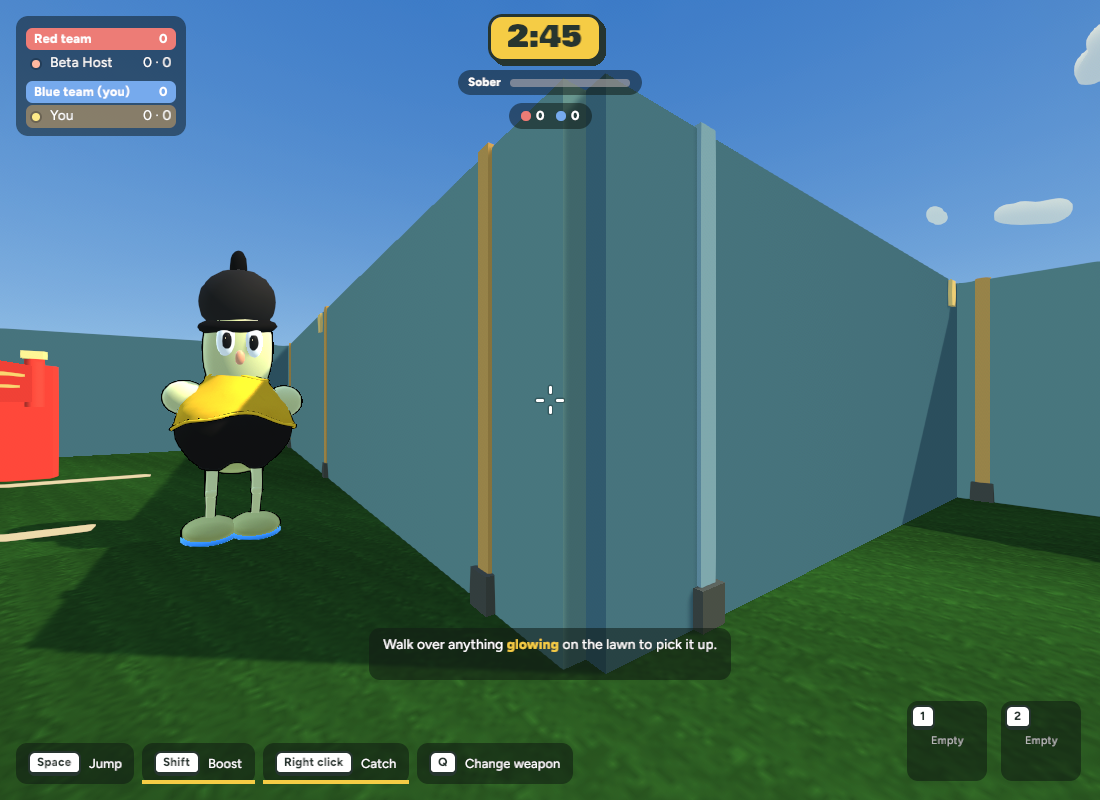 Red team 0
Beta Host 0 · 0
Blue team (you) 0
You 0 · 0
2:45
Sober
0 0
Walk over anything glowing on the lawn to pick it up.
1
Empty
2
Empty
Space Jump
Shift Boost
Right click Catch
Q Change weapon